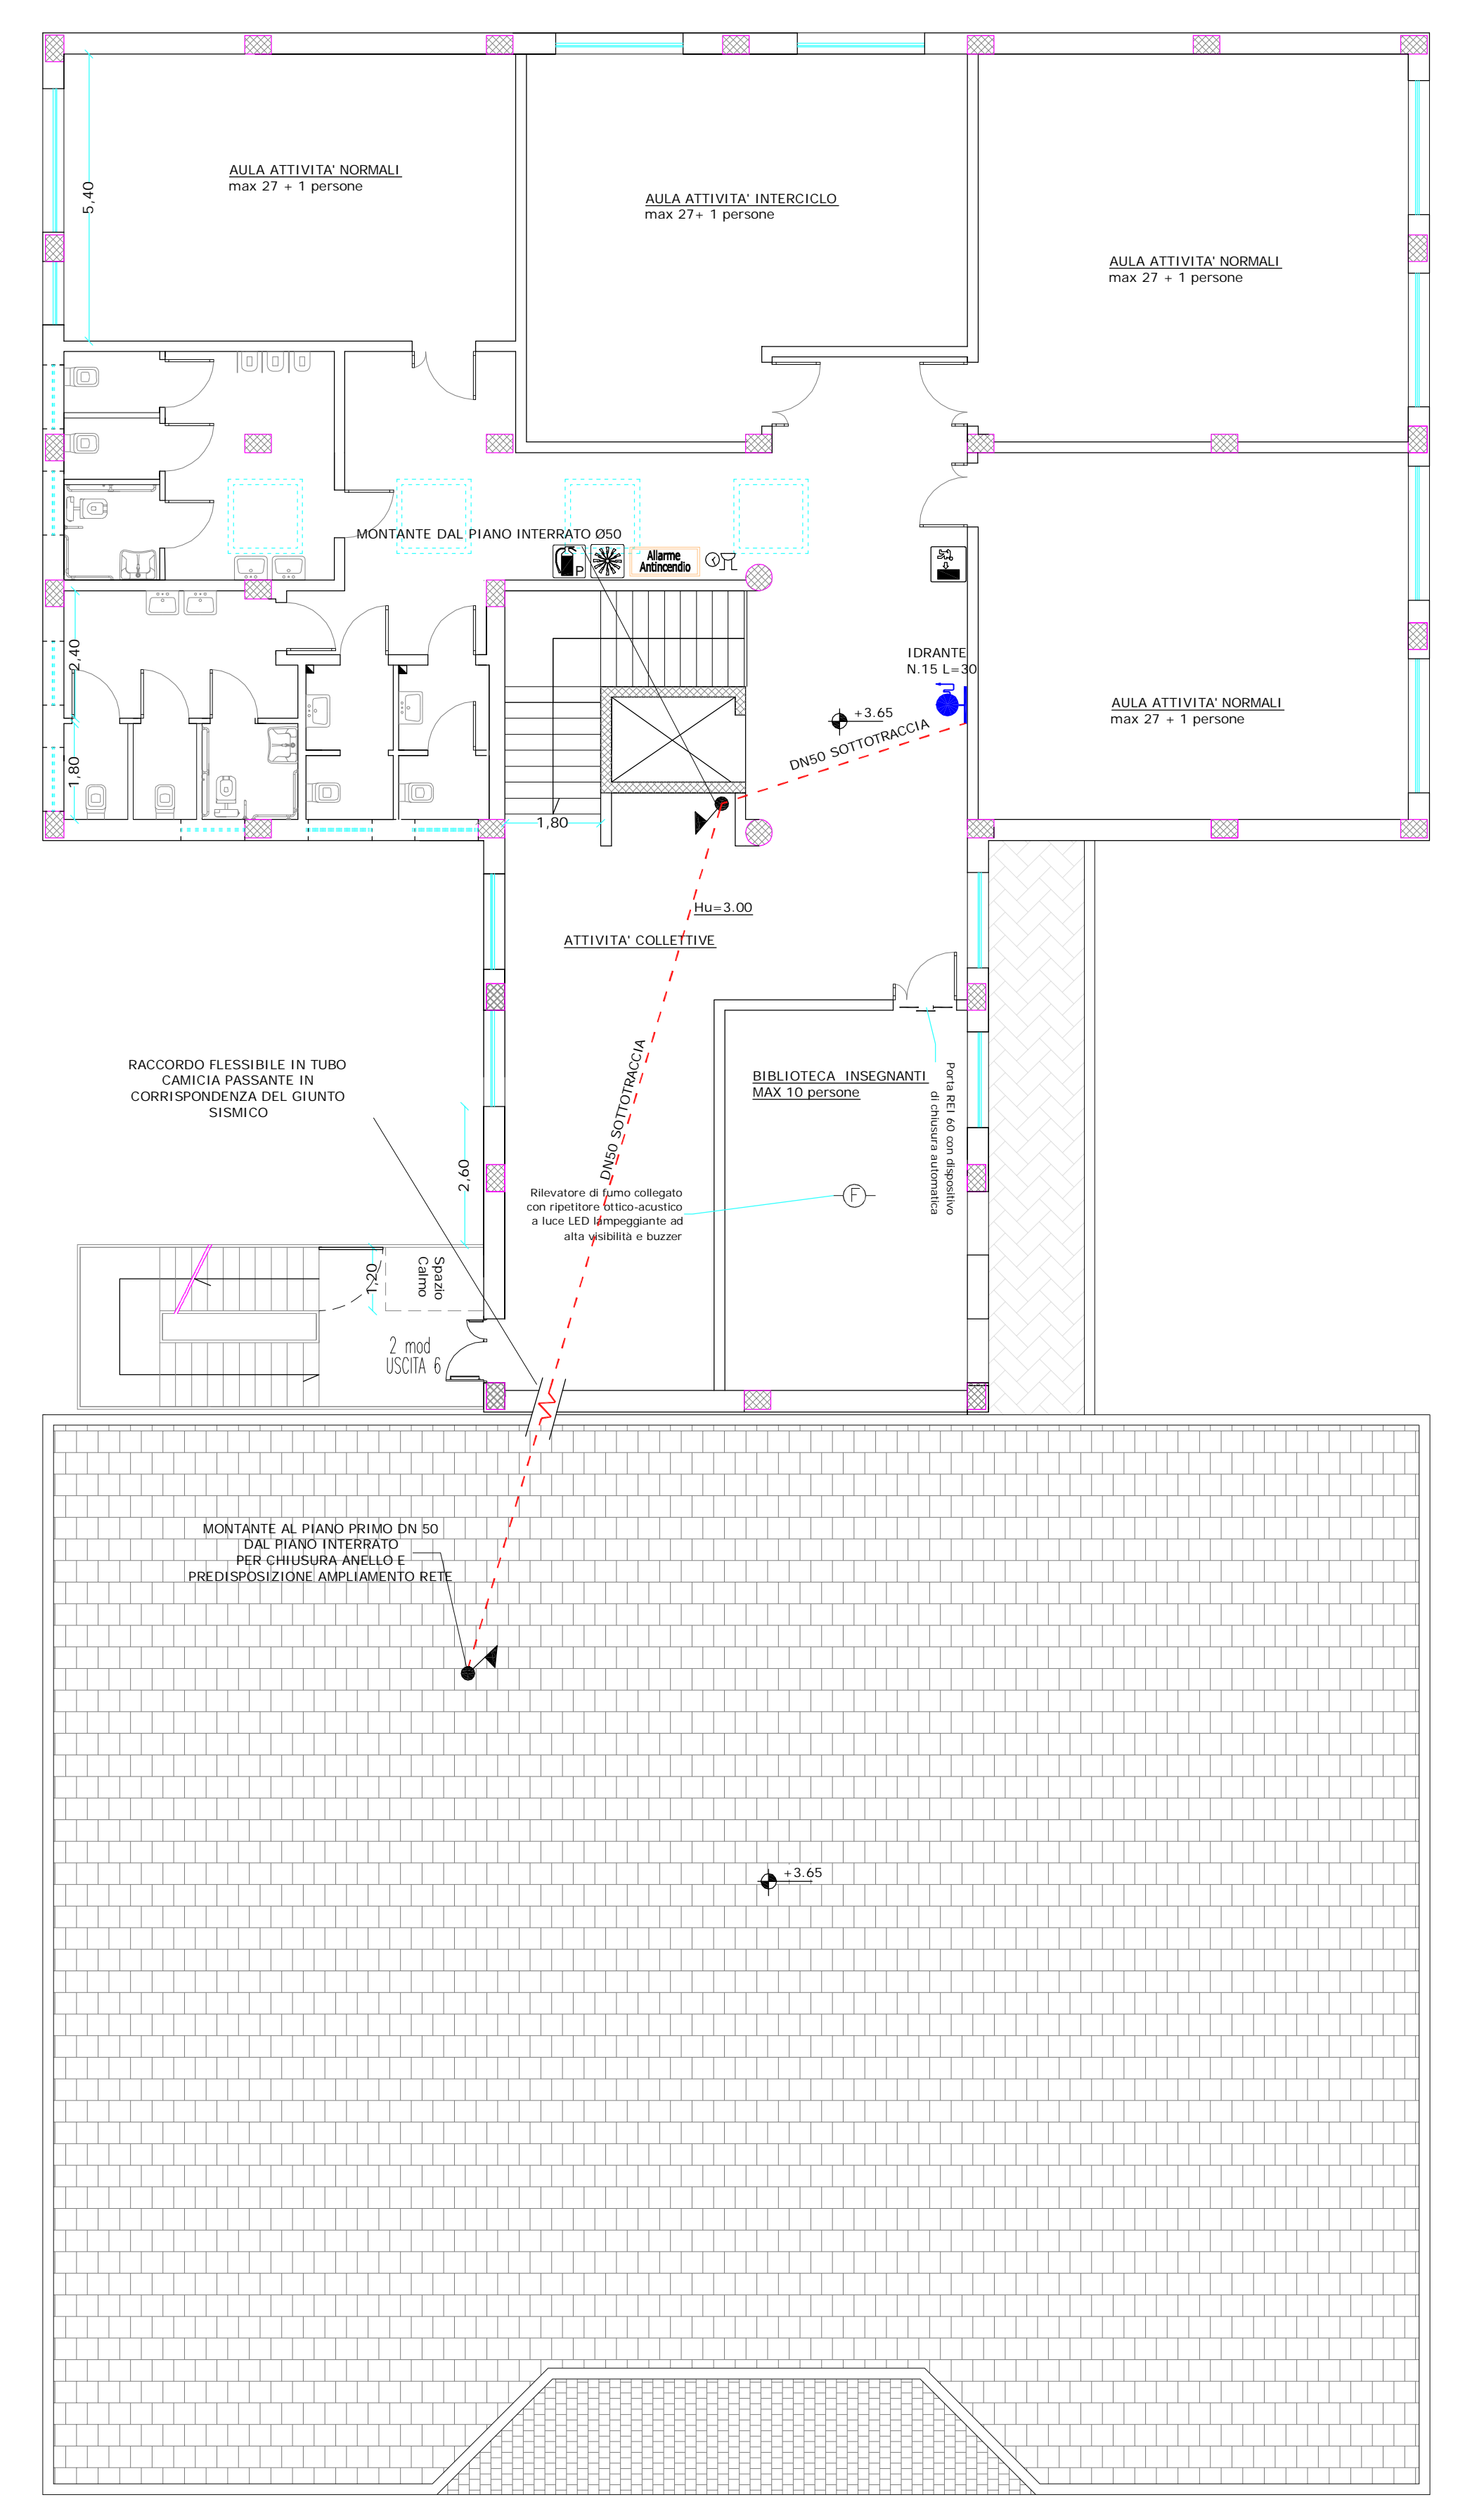 AULA ATTIVITA' NORMALI
max 27 + 1 persone
5,40
AULA ATTIVITA' INTERCICLO
max 27+ 1 persone
AULA ATTIVITA' NORMALI
max 27 + 1 persone
MONTANTE DAL PIANO INTERRATO Ø50
P
Allarme
Antincendio
IDRANTE
N.15 L=30
2,40
+3.65
DN50 SOTTOTRACCIA
AULA ATTIVITA' NORMALI
max 27 + 1 persone
1,80
1,80
Hu=3.00
ATTIVITA' COLLETTIVE
RACCORDO FLESSIBILE IN TUBO
CAMICIA PASSANTE IN
CORRISPONDENZA DEL GIUNTO
SISMICO
DN50 SOTTOTRACCIA
BIBLIOTECA INSEGNANTI
MAX 10 persone
Porta REI 60 con dispositivo
di chiusura automatica
2,60
Rilevatore di fumo collegato
con ripetitore ottico-acustico
a luce LED lampeggiante ad
alta visibilità e buzzer
F
1,20
Spazio
Calmo
2 mod
USCITA 6
MONTANTE AL PIANO PRIMO DN 50
DAL PIANO INTERRATO
PER CHIUSURA ANELLO E
PREDISPOSIZIONE AMPLIAMENTO RETE
+3.65